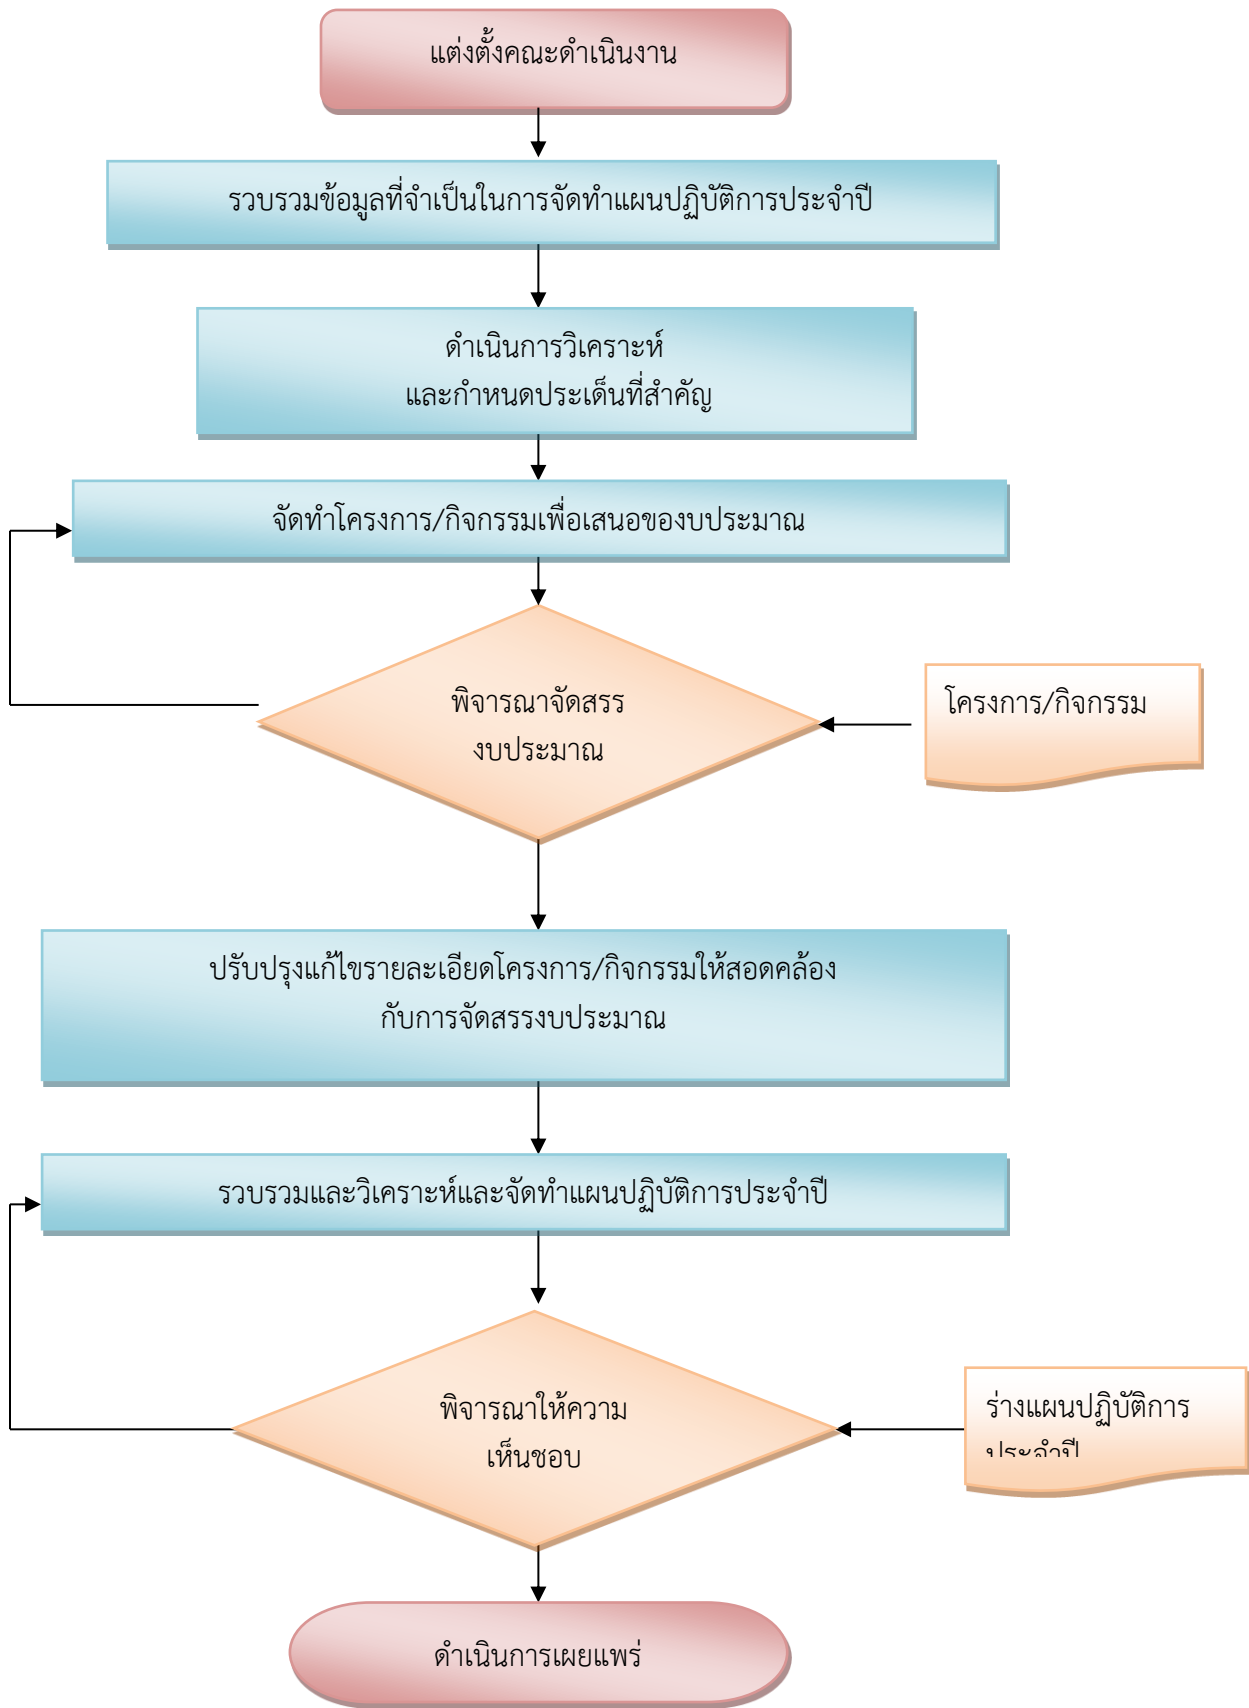 แต่งตั้งคณะดำเนินงาน
รวบรวมข้อมูลที่จำเป็นในการจัดทำแผนปฏิบัติการประจำปี
ดำเนินการวิเคราะห์
และกำหนดประเด็นที่สำคัญ
จัดทำโครงการ/กิจกรรมเพื่อเสนอของบประมาณ
พิจารณาจัดสรร
งบประมาณ
โครงการ/กิจกรรม
ปรับปรุงแก้ไขรายละเอียดโครงการ/กิจกรรมให้สอดคล้อง
กับการจัดสรรงบประมาณ
รวบรวมและวิเคราะห์และจัดทำแผนปฏิบัติการประจำปี
พิจารณาให้ความ
เห็นชอบ
ร่างแผนปฏิบัติการ
ประจำปี
ดำเนินการเผยแพร่